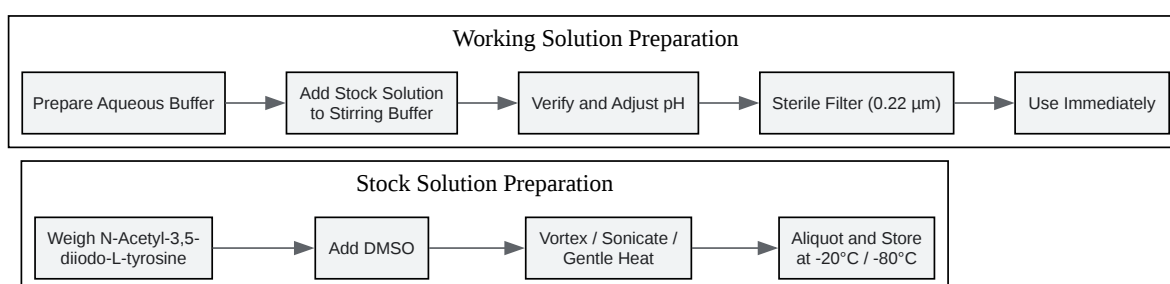 Working Solution Preparation
Prepare Aqueous Buffer
Add Stock Solution
to Stirring Buffer
Verify and Adjust pH
Sterile Filter (0.22 µm)
Use Immediately
Stock Solution Preparation
Weigh N-Acetyl-3,5-
diiodo-L-tyrosine
Add DMSO
Vortex / Sonicate /
Gentle Heat
Aliquot and Store
at -20°C / -80°C